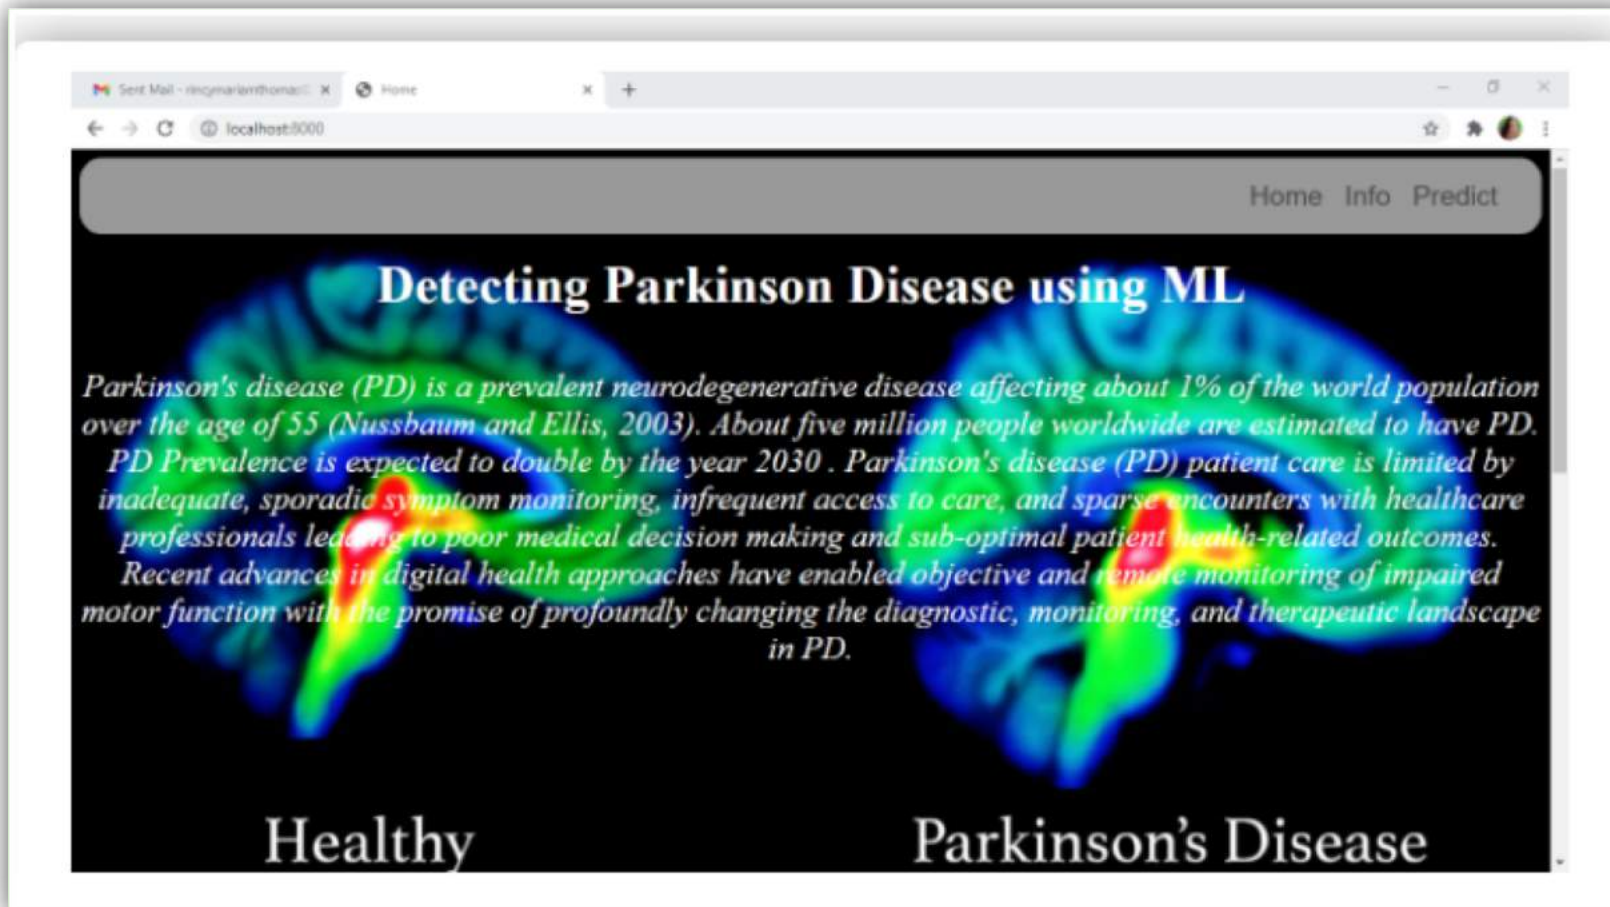 Sent Mail - rincymariamthomas
Home
localhost:8000
Home Info Predict
Detecting Parkinson Disease using ML
Parkinson's disease (PD) is a prevalent neurodegenerative disease affecting about 1% of the world population
over the age of 55 (Nussbaum and Ellis, 2003). About five million people worldwide are estimated to have PD.
PD Prevalence is expected to double by the year 2030 . Parkinson's disease (PD) patient care is limited by
inadequate, sporadic symptom monitoring, infrequent access to care, and sparse encounters with healthcare
professionals leading to poor medical decision making and sub-optimal patient health-related outcomes.
Recent advances in digital health approaches have enabled objective and remote monitoring of impaired
motor function with the promise of profoundly changing the diagnostic, monitoring, and therapeutic landscape
in PD.
Healthy
Parkinson's Disease